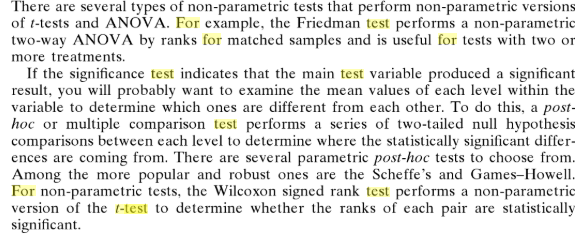 There are several types of non-parametric tests that perform non-parametric versions
of t-tests and ANOVA. For example, the Friedman test performs a non-parametric
two-way ANOVA by ranks for matched samples and is useful for tests with two or
more treatments.
If the significance test indicates that the main test variable produced a significant
result, you will probably want to examine the mean values of each level within the
variable to determine which ones are different from each other. To do this, a post-
hoc or multiple comparison test performs a series of two-tailed null hypothesis
comparisons between each level to determine where the statistically significant differ-
ences are coming from. There are several parametric post-hoc tests to choose from.
Among the more popular and robust ones are the Scheffe's and Games–Howell.
For non-parametric tests, the Wilcoxon signed rank test performs a non-parametric
version of the t-test to determine whether the ranks of each pair are statistically
significant.